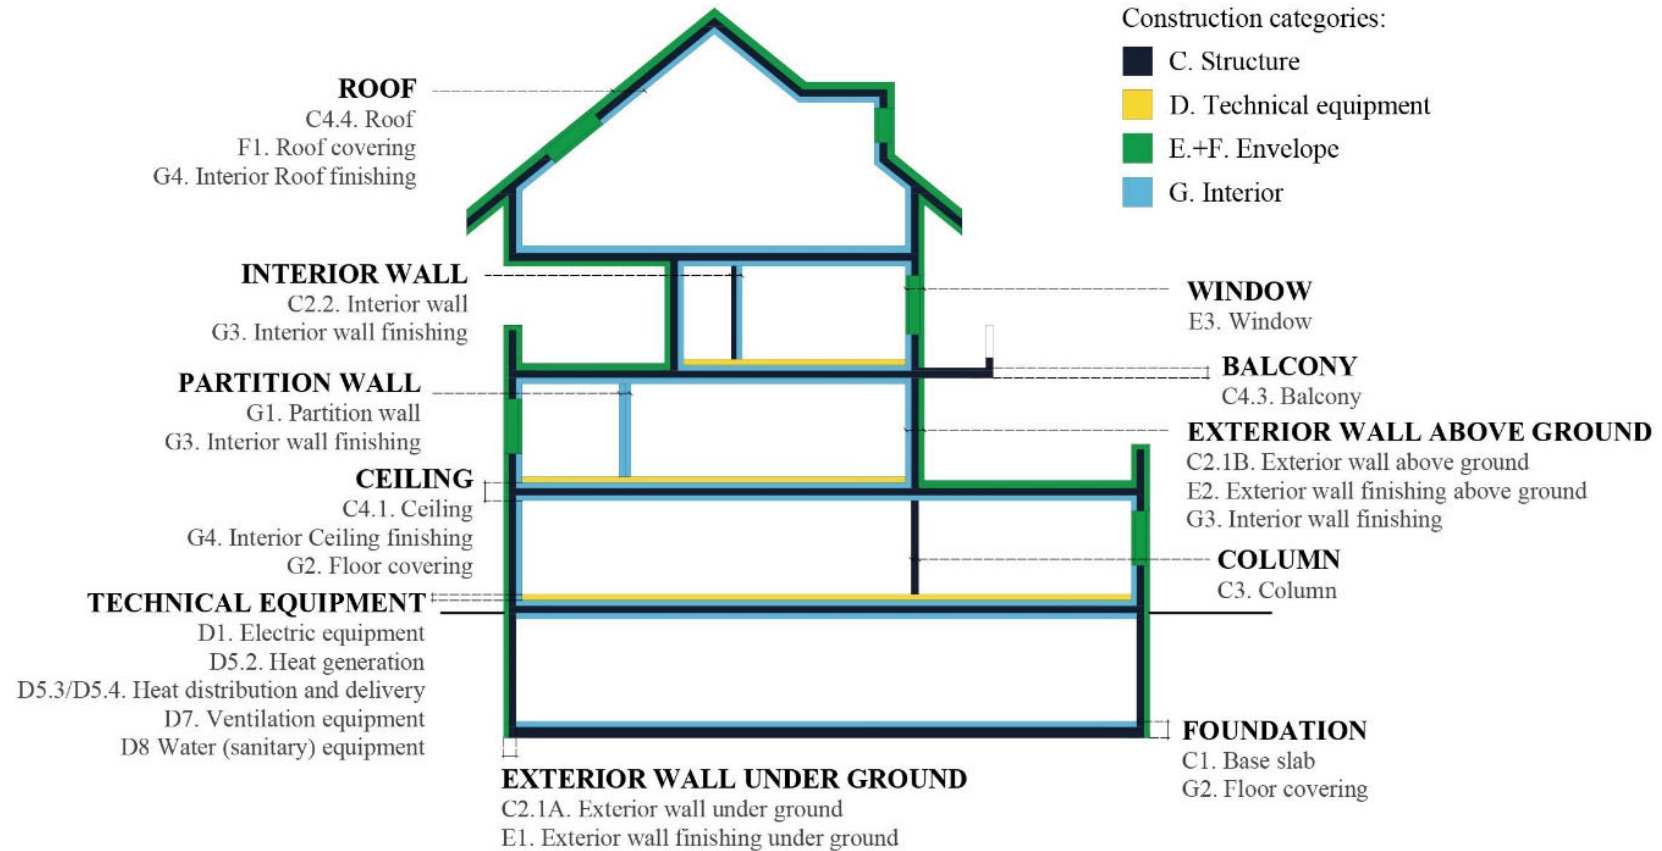 Construction categories:
C. Structure
D. Technical equipment
E.+F. Envelope
G. Interior
ROOF
C4.4. Roof
F1. Roof covering
G4. Interior Roof finishing
INTERIOR WALL
C2.2. Interior wall
G3. Interior wall finishing
PARTITION WALL
G1. Partition wall
G3. Interior wall finishing
CEILING
C4.1. Ceiling
G4. Interior Ceiling finishing
G2. Floor covering
TECHNICAL EQUIPMENT
D1. Electric equipment
D5.2. Heat generation
D5.3/D5.4. Heat distribution and delivery
D7. Ventilation equipment
D8 Water (sanitary) equipment
WINDOW
E3. Window
BALCONY
C4.3. Balcony
EXTERIOR WALL ABOVE GROUND
C2.1B. Exterior wall above ground
E2. Exterior wall finishing above ground
G3. Interior wall finishing
COLUMN
C3. Column
FOUNDATION
C1. Base slab
G2. Floor covering
EXTERIOR WALL UNDER GROUND
C2.1A. Exterior wall under ground
E1. Exterior wall finishing under ground